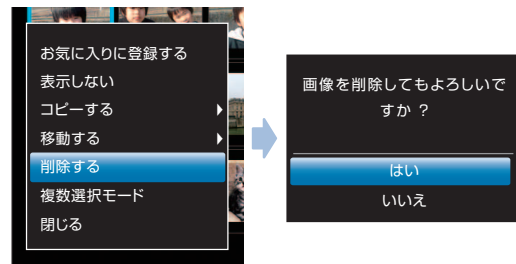 お気に入りに登録する
表示しない
コピーする
移動する
削除する
複数選択モード
閉じる
画像を削除してもよろしいで
すか ?
はい
いいえ